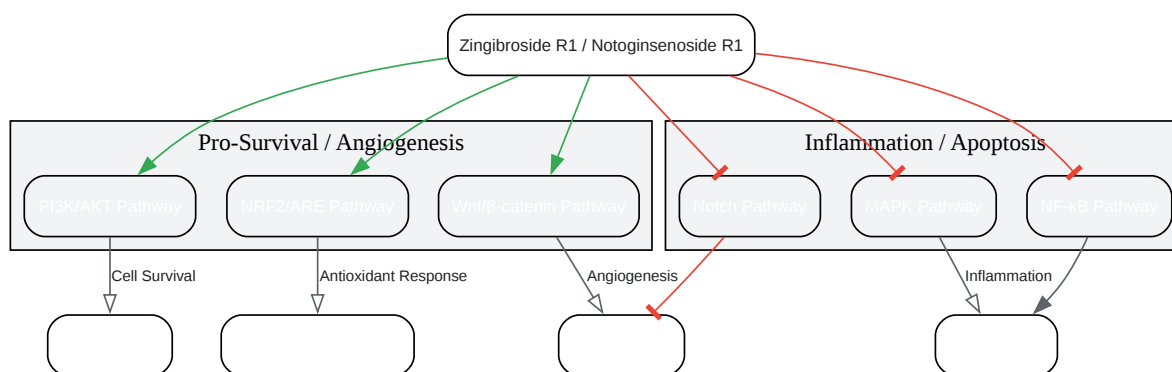 Zingibroside R1 / Notoginsenoside R1
Pro-Survival / Angiogenesis
Inflammation / Apoptosis
PI3K/AKT Pathway
NRF2/ARE Pathway
Wnt/β-catenin Pathway
Notch Pathway
MAPK Pathway
NF-κB Pathway
Cell Survival
Antioxidant Response
Angiogenesis
Inflammation